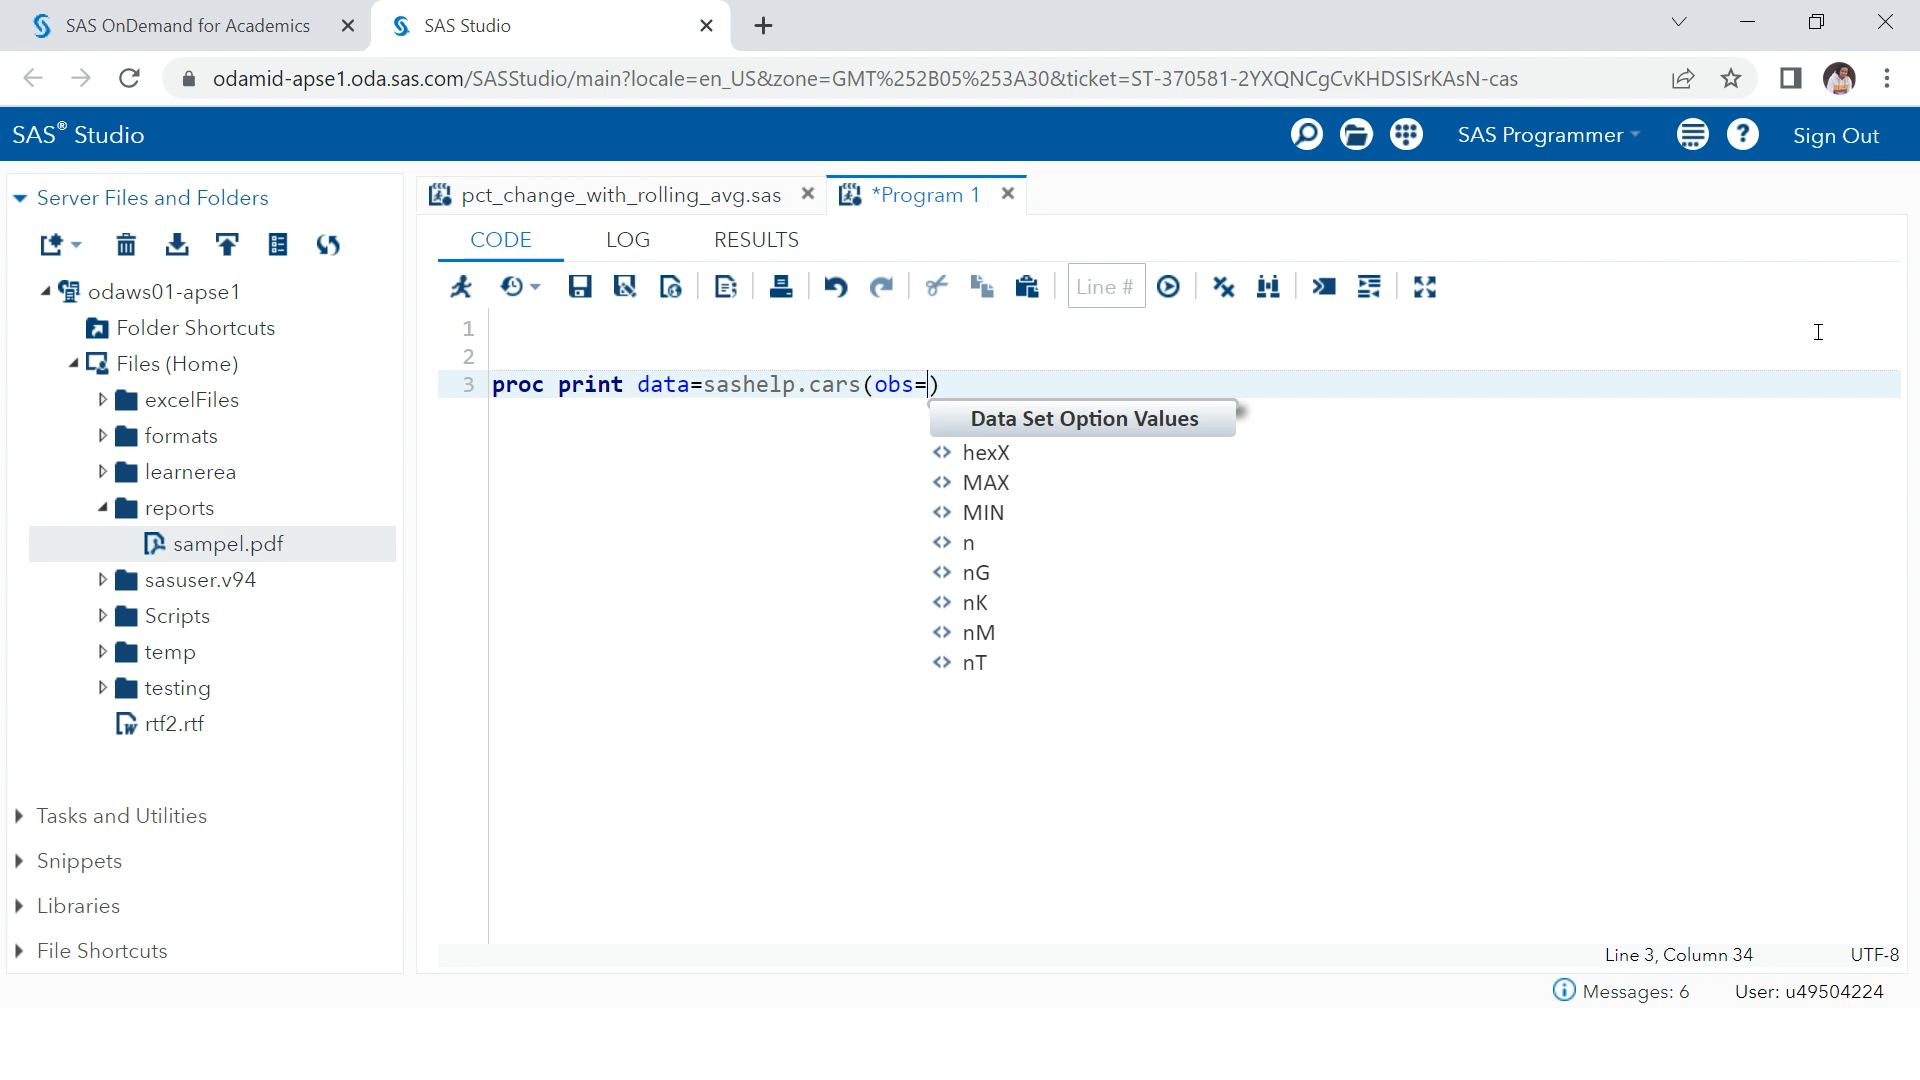 SAS OnDemand for Academics
SAS Studio
odamid-apse1.oda.sas.com/SASStudio/main?locale=en_US&zone=GMT%252B05%253A30&ticket=ST-370581-2YXQNCgCvKHDSISrKAsN-cas
SAS® Studio
SAS Programmer
Sign Out
Server Files and Folders
odaws01-apse1
Folder Shortcuts
Files (Home)
excelFiles
formats
learnerea
reports
sampel.pdf
sasuser.v94
Scripts
temp
testing
rtf2.rtf
Tasks and Utilities
Snippets
Libraries
File Shortcuts
pct_change_with_rolling_avg.sas
*Program 1
CODE
LOG
RESULTS
Line #
1
2
3 proc print data=sashelp.cars(obs=)
Data Set Option Values
hexX
MAX
MIN
n
nG
nK
nM
nT
Line 3, Column 34
UTF-8
Messages: 6
User: u49504224